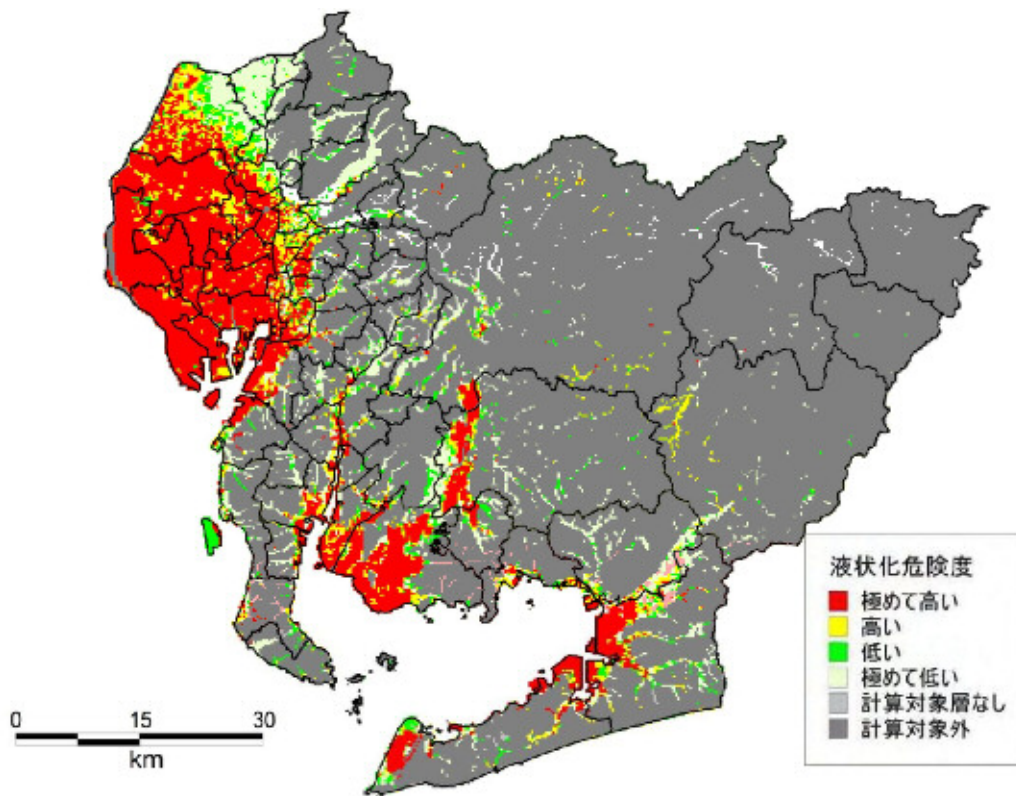 液状化危険度
極めて高い
高い
低い
極めて低い
計算対象層なし
計算対象外
0 15 30
km